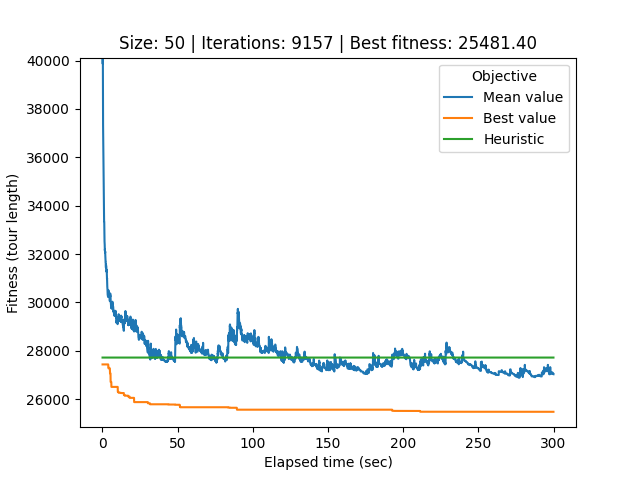 Size: 50 | Iterations: 9157 | Best fitness: 25481.40
Objective
Mean value
Best value
Heuristic
40000
38000
36000
34000
32000
30000
28000
26000
Fitness (tour length)
0 50 100 150 200 250 300
Elapsed time (sec)